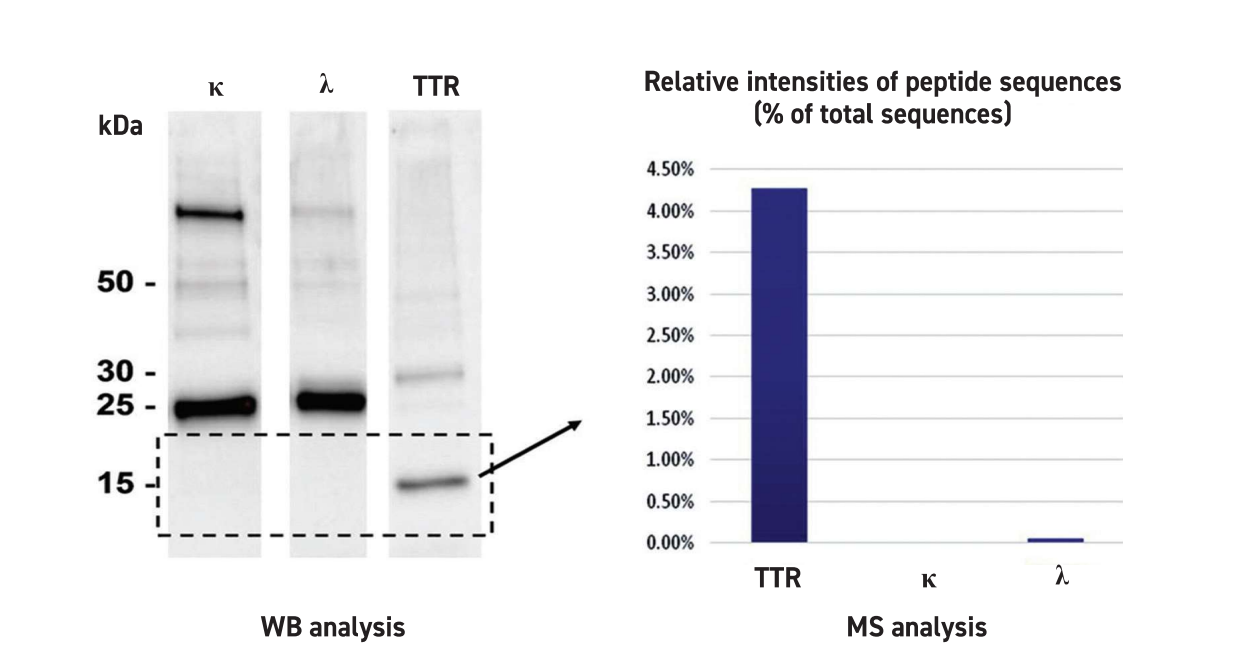 κ λ TTR
kDa
50 -
30 -
25 -
15 -
WB analysis
Relative intensities of peptide sequences
(% of total sequences)
4.50%
4.00%
3.50%
3.00%
2.50%
2.00%
1.50%
1.00%
0.50%
0.00%
TTR κ λ
MS analysis